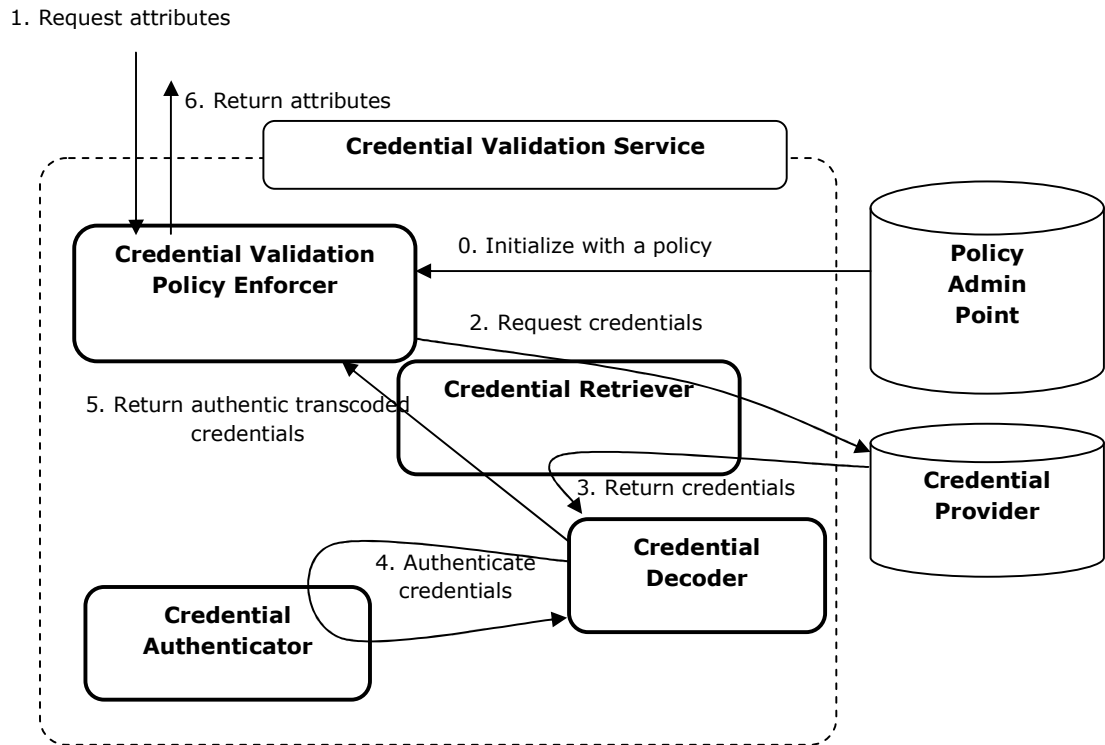 1. Request attributes
6. Return attributes
Credential Validation Service
Credential Validation
Policy Enforcer
0. Initialize with a policy
Policy
Admin
Point
2. Request credentials
Credential Retriever
5. Return authentic transcoded
credentials
3. Return credentials
Credential
Provider
4. Authenticate
credentials
Credential
Decoder
Credential
Authenticator